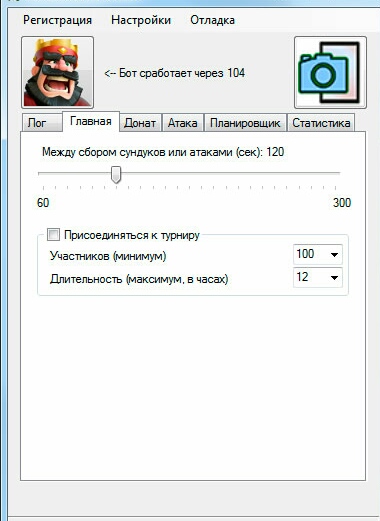 Регистрация Настройки Отладка
<-- Бот сработает через 104
Лог Главная Донат Атака Планировщик Статистика
Между сбором сундуков или атаками (сек): 120
60 300
Присоединяться к турниру
Участников (минимум) 100
Длительность (максимум, в часах) 12